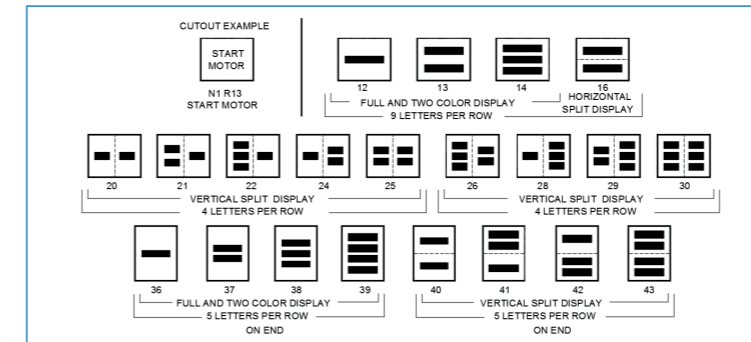 CUTOUT EXAMPLE
START
MOTOR
N1 R13
START MOTOR
12 13 14 16
FULL AND TWO COLOR DISPLAY
9 LETTERS PER ROW
HORIZONTAL
SPLIT DISPLAY
20 21 22 24 25 26 28 29 30
VERTICAL SPLIT DISPLAY VERTICAL SPLIT DISPLAY
4 LETTERS PER ROW 4 LETTERS PER ROW
36 37 38 39 40 41 42 43
FULL AND TWO COLOR DISPLAY VERTICAL SPLIT DISPLAY
5 LETTERS PER ROW 5 LETTERS PER ROW
ON END ON END